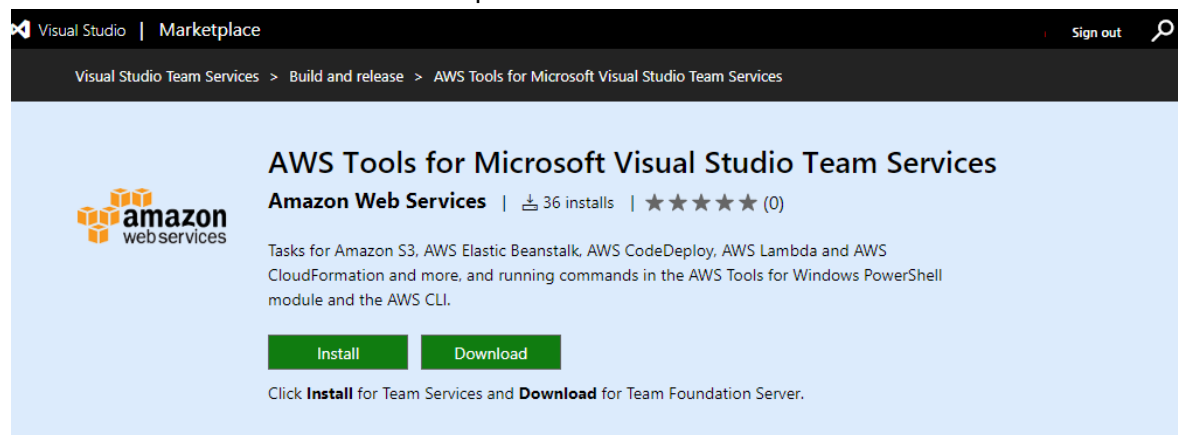 Visual Studio | Marketplace
Sign out
Visual Studio Team Services > Build and release > AWS Tools for Microsoft Visual Studio Team Services
AWS Tools for Microsoft Visual Studio Team Services
Amazon Web Services | 36 installs | ★★★★★ (0)
amazon
webservices
Tasks for Amazon S3, AWS Elastic Beanstalk, AWS CodeDeploy, AWS Lambda and AWS
CloudFormation and more, and running commands in the AWS Tools for Windows PowerShell
module and the AWS CLI.
Install
Download
Click Install for Team Services and Download for Team Foundation Server.